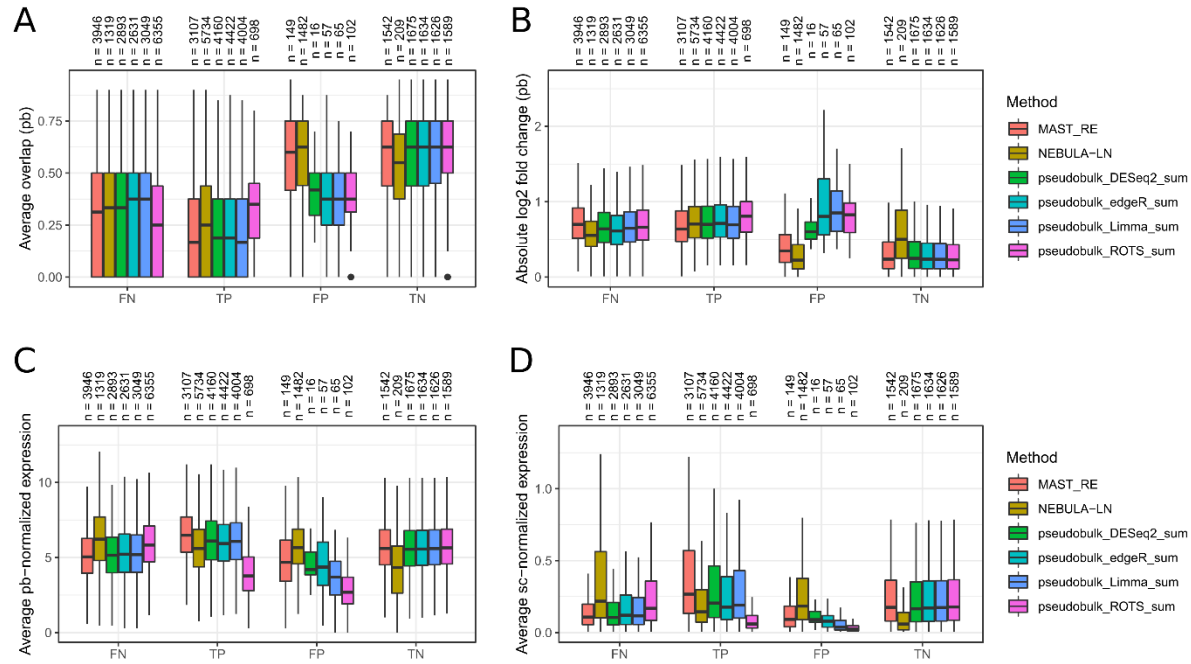 A
n = 3946
n = 1319
n = 2893
n = 2631
n = 3049
n = 6355
n = 3107
n = 5734
n = 4160
n = 4422
n = 4004
n = 698
n = 149
n = 1482
n = 16
n = 57
n = 65
n = 102
n = 1542
n = 209
n = 1675
n = 1634
n = 1626
n = 1589
Average overlap (pb)
0.75
0.50
0.25
0.00
FN
TP
FP
TN
B
n = 3946
n = 1319
n = 2893
n = 2631
n = 3049
n = 6355
n = 3107
n = 5734
n = 4160
n = 4422
n = 4004
n = 698
n = 149
n = 1482
n = 16
n = 57
n = 65
n = 102
n = 1542
n = 209
n = 1675
n = 1634
n = 1626
n = 1589
Absolute log2 fold change (pb)
2
1
0
FN
TP
FP
TN
Method
MAST_RE
NEBULA−LN
pseudobulk_DESeq2_sum
pseudobulk_edgeR_sum
pseudobulk_Limma_sum
pseudobulk_ROTS_sum
C
n = 3946
n = 1319
n = 2893
n = 2631
n = 3049
n = 6355
n = 3107
n = 5734
n = 4160
n = 4422
n = 4004
n = 698
n = 149
n = 1482
n = 16
n = 57
n = 65
n = 102
n = 1542
n = 209
n = 1675
n = 1634
n = 1626
n = 1589
Average pb−normalized expression
10
5
0
FN
TP
FP
TN
D
n = 3946
n = 1319
n = 2893
n = 2631
n = 3049
n = 6355
n = 3107
n = 5734
n = 4160
n = 4422
n = 4004
n = 698
n = 149
n = 1482
n = 16
n = 57
n = 65
n = 102
n = 1542
n = 209
n = 1675
n = 1634
n = 1626
n = 1589
Average sc−normalized expression
1.0
0.5
0.0
FN
TP
FP
TN
Method
MAST_RE
NEBULA−LN
pseudobulk_DESeq2_sum
pseudobulk_edgeR_sum
pseudobulk_Limma_sum
pseudobulk_ROTS_sum